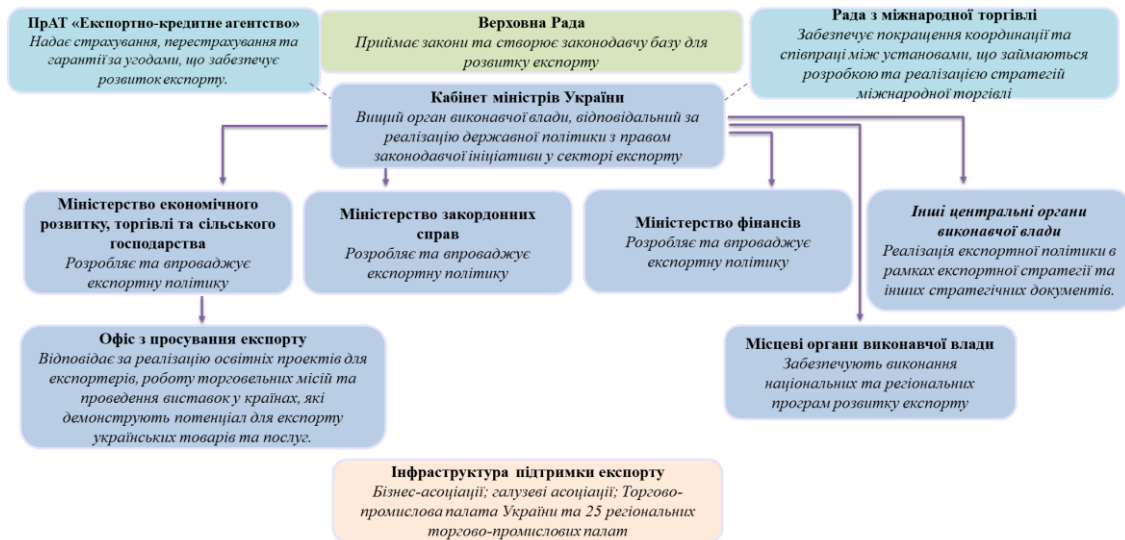 ПрАТ «Експортно-кредитне агентство»
Надає страхування, перестрахування та
гарантії за угодами, що забезпечує
розвиток експорту.
Верховна Рада
Приймає закони та створює законодавчу базу для
розвитку експорту
Рада з міжнародної торгівлі
Забезпечує покращення координації та
співпраці між установами, що займаються
розробкою та реалізацією стратегій
міжнародної торгівлі
Кабінет міністрів України
Вищий орган виконавчої влади, відповідальний за
реалізацію державної політики з правом
законодавчої ініціативи у секторі експорту
Міністерство економічного
розвитку, торгівлі та сільського
господарства
Розробляє та впроваджує
експортну політику
Міністерство закордонних
справ
Розробляє та впроваджує
експортну політику
Міністерство фінансів
Розробляє та впроваджує
експортну політику
Інші центральні органи
виконавчої влади
Реалізація експортної політики в
рамках експортної стратегії та
інших стратегічних документів.
Офіс з просування експорту
Відповідає за реалізацію освітніх проектів для
експортерів, роботу торговельних місій та
проведення виставок у країнах, які
демонструють потенціал для експорту
українських товарів та послуг.
Місцеві органи виконавчої влади
Забезпечують виконання
національних та регіональних
програм розвитку експорту
Інфраструктура підтримки експорту
Бізнес-асоціації; галузеві асоціації; Торгово-
промислова палата України та 25 регіональних
торгово-промислових палат